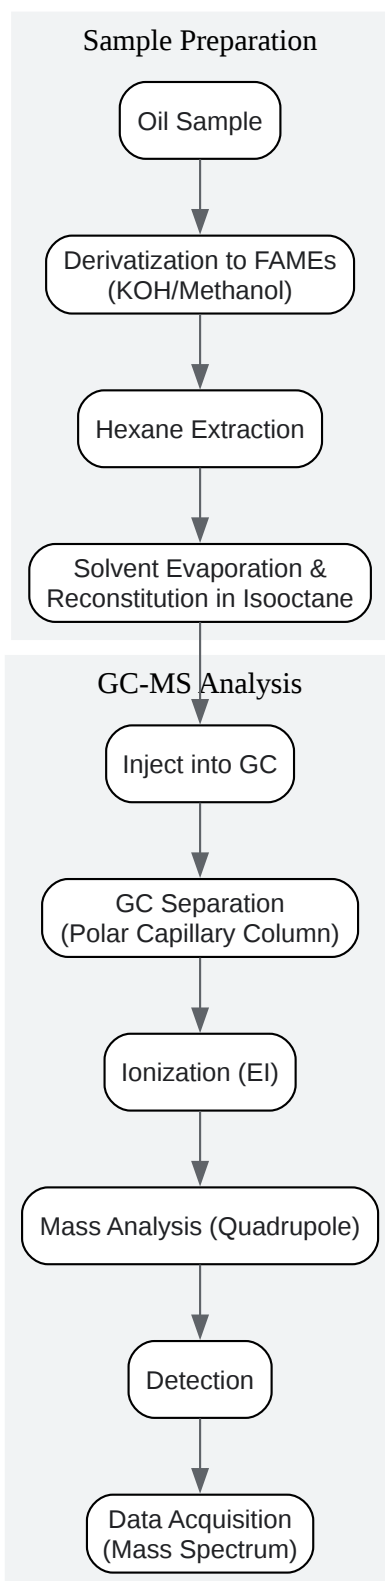 Sample Preparation
Oil Sample
Derivatization to FAMEs
(KOH/Methanol)
Hexane Extraction
Solvent Evaporation &
Reconstitution in Isooctane
GC-MS Analysis
Inject into GC
GC Separation
(Polar Capillary Column)
Ionization (EI)
Mass Analysis (Quadrupole)
Detection
Data Acquisition
(Mass Spectrum)